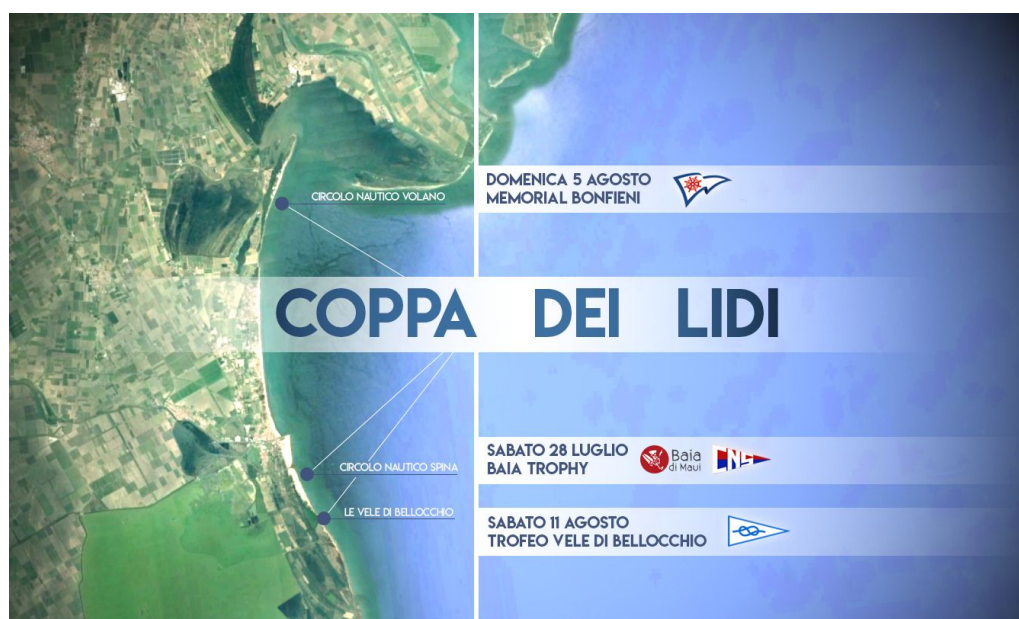 CIRCOLO NAUTICO VOLANO
DOMENICA 5 AGOSTO
MEMORIAL BONFIENI
COPPA DEI LIDI
CIRCOLO NAUTICO SPINA
SABATO 28 LUGLIO
BAIA TROPHY
Baia
di Maui
CNS
LE VELE DI BELLOCCHIO
SABATO 11 AGOSTO
TROFEO VELE DI BELLOCCHIO